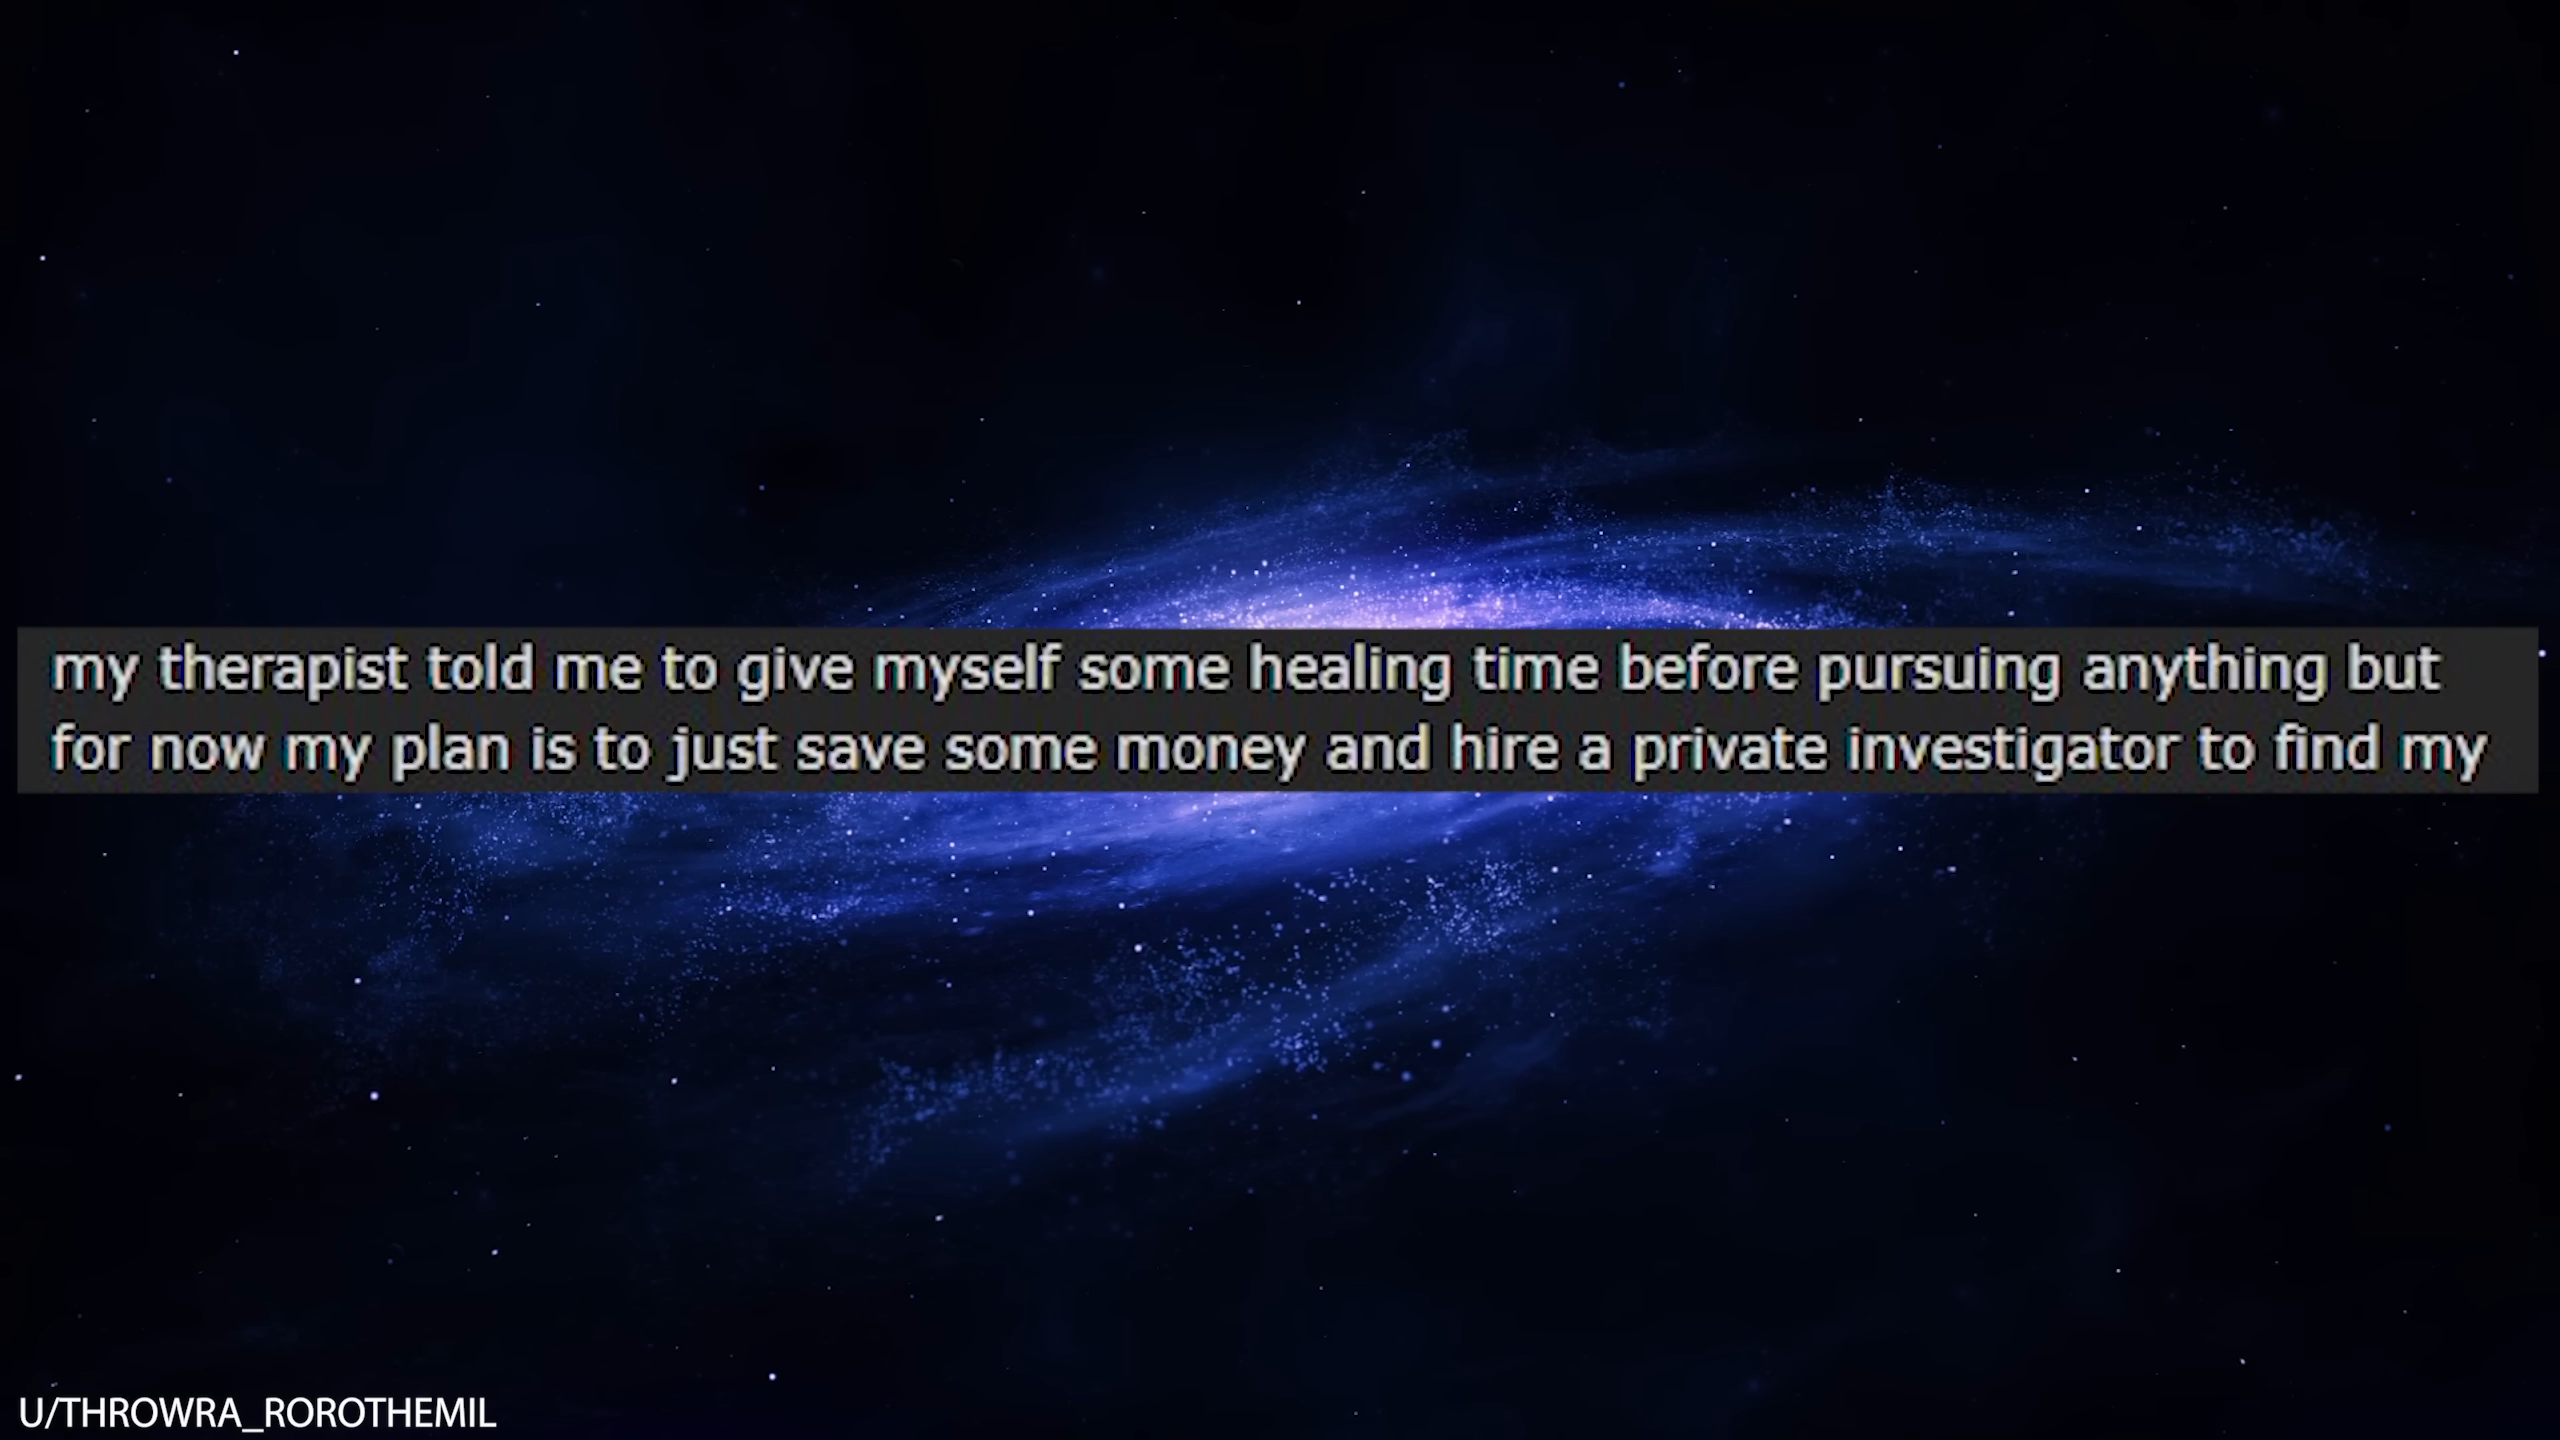 my therapist told me to give myself some healing time before pursuing anything but
for now my plan is to just save some money and hire a private investigator to find my
U/THROWRA_ROROTHEMIL